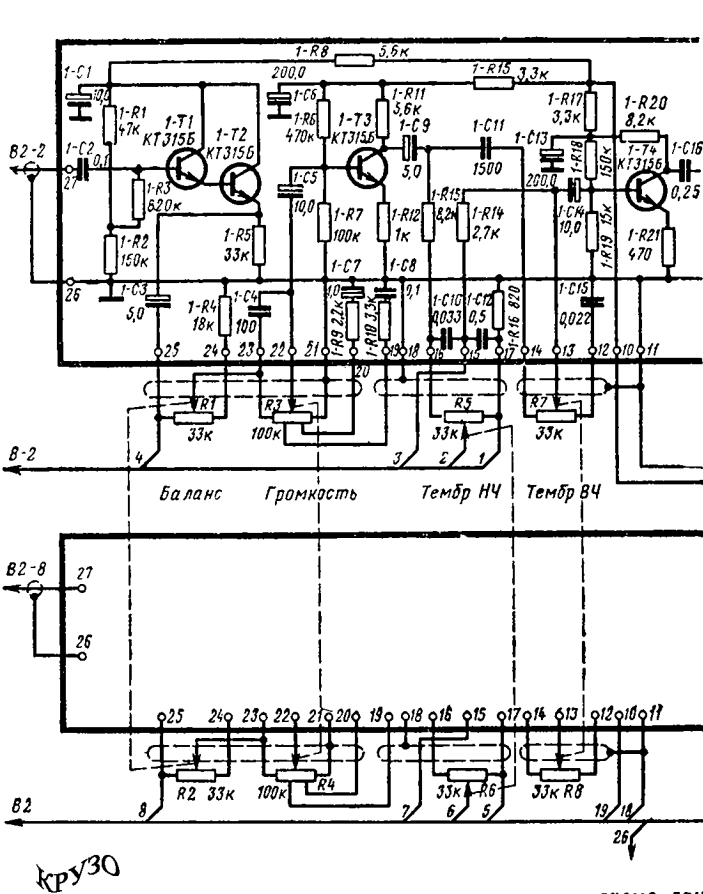 1-R8 5,6к
1-C1
10,0
1-R1
47к
1-T1
КТ315Б
1-T2
КТ315Б
200,0
1-C6
1-R6
470к
1-T3
КТ315Б
1-R11
5,6к
1-C9
5,0
1-R15 3,3к
1-C11
1500
1-R17
3,3к
1-R20
8,2к
1-C13
200,0
1-R18
150к
1-T4
КТ315Б
1-C16
0,25
В2-2
1-C2
0,1
27
1-R3
820к
1-R2
150к
1-C5
10,0
1-R7
100к
1-R12
1к
1-R15
8,2к
1-R14
2,7к
1-C14
10,0
1-R19 15к
1-R21
470
1-R5
33к
26
1-C3
5,0
1-R4
18к
1-C4
100
1-C7
1,0
1-R9 2,2к
1-C8
0,1
1-R10 3,3к
1-C10
0,033
1-C12
0,5
1-R16 820
1-C15
0,022
25 24 23 22 21 20 19 18 16 15 17 14 13 12 10 11
R1
33к
R3
100к
R5
33к
R7
33к
В-2
4 3 2 1
Баланс Громкость Тембр НЧ Тембр ВЧ
В2-8
27
26
25 24 23 22 21 20 19 18 16 15 17 14 13 12 10 11
R2 33к 100к R4 33к R6 33к R8
В2
8 7 6 5 19 18
26
КРУЗО